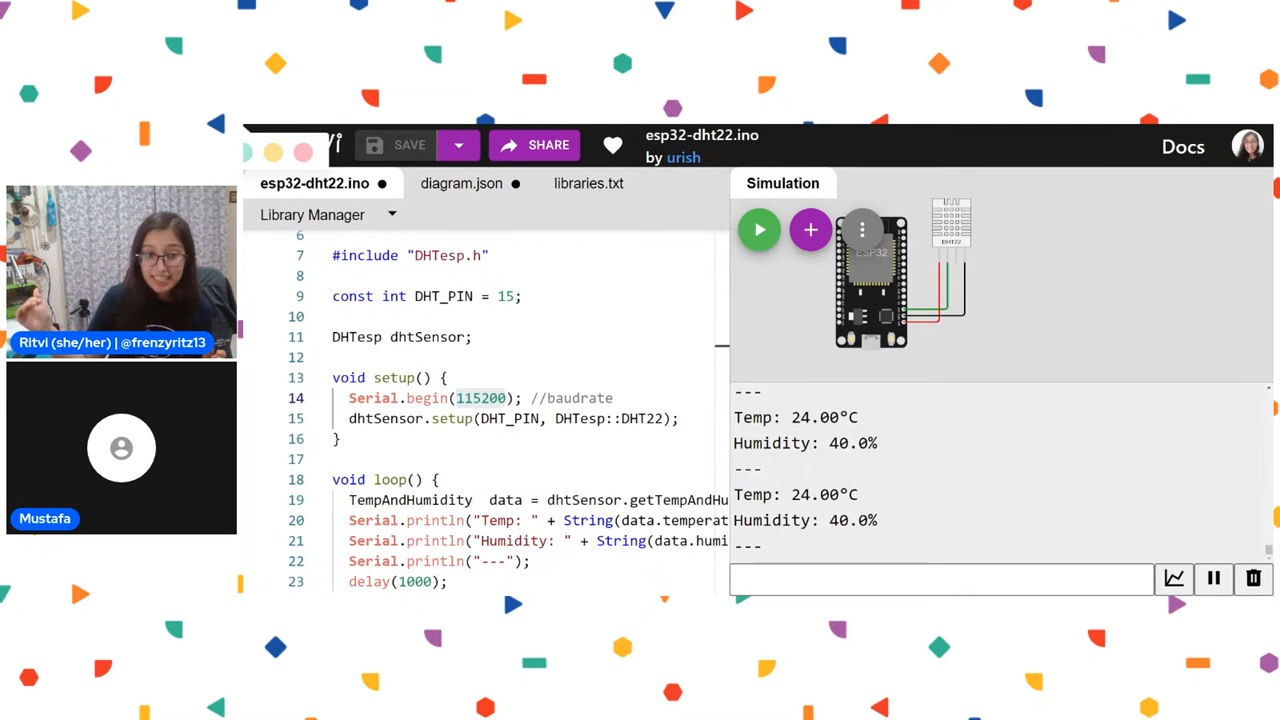 SAVE
SHARE
esp32-dht22.ino
by urish
Docs
esp32-dht22.ino
diagram.json
libraries.txt
Library Manager
6
7 #include "DHTesp.h"
8
9 const int DHT_PIN = 15;
10
11 DHTesp dhtSensor;
12
13 void setup() {
14 Serial.begin(115200); //baudrate
15 dhtSensor.setup(DHT_PIN, DHTesp::DHT22);
16 }
17
18 void loop() {
19 TempAndHumidity data = dhtSensor.getTempAndHu
20 Serial.println("Temp: " + String(data.temperat
21 Serial.println("Humidity: " + String(data.humi
22 Serial.println("---");
23 delay(1000);
Simulation
ESP32
DHT22
---
Temp: 24.00°C
Humidity: 40.0%
---
Temp: 24.00°C
Humidity: 40.0%
---
Ritvi (she/her) | @frenzyritz13
Mustafa